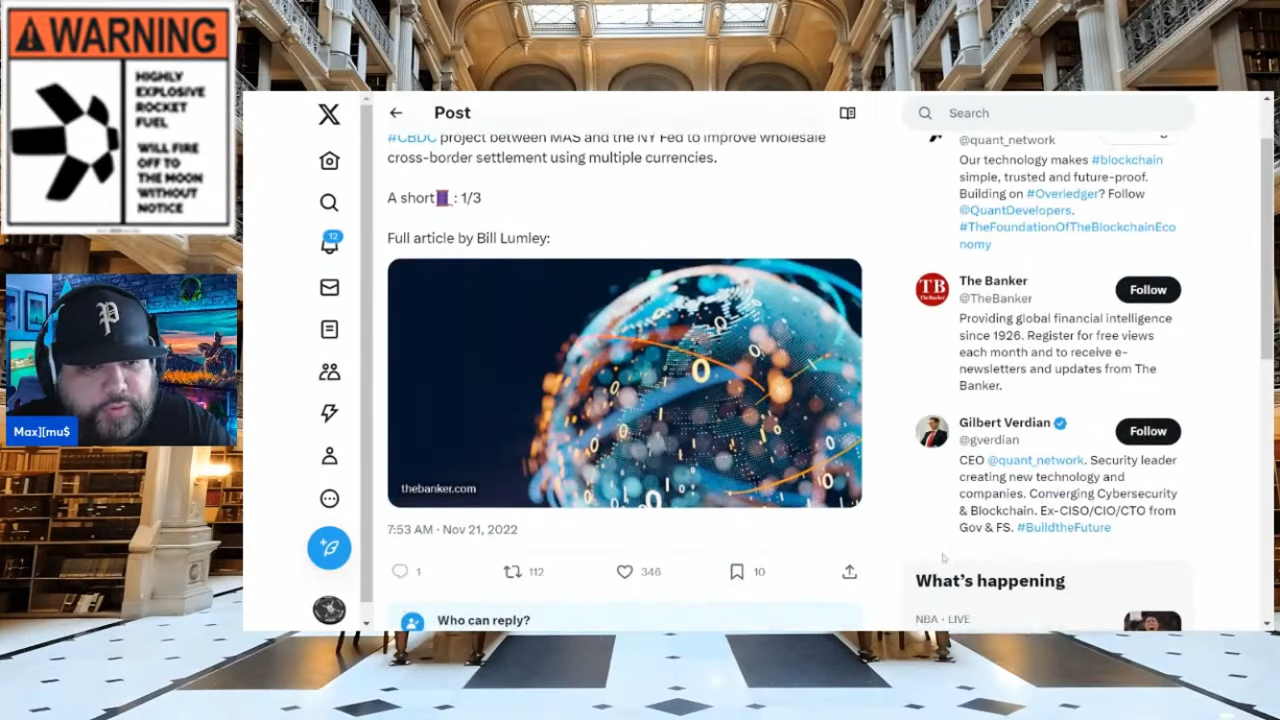 WARNING
HIGHLY
EXPLOSIVE
ROCKET
FUEL
WILL FIRE
OFF TO
THE MOON
WITHOUT
NOTICE
P
Max][mu$
X
12
Post
#CBDC project between MAS and the NY Fed to improve wholesale
cross-border settlement using multiple currencies.
A short🧵: 1/3
Full article by Bill Lumley:
thebanker.com
7:53 AM · Nov 21, 2022
1
112
346
10
Who can reply?
Search
@quant_network
Our technology makes #blockchain
simple, trusted and future-proof.
Building on #Overledger? Follow
@QuantDevelopers.
#TheFoundationOfTheBlockchainEco
nomy
TB
The Banker
The Banker
@TheBanker
Follow
Providing global financial intelligence
since 1926. Register for free views
each month and to receive e-
newsletters and updates from The
Banker.
Gilbert Verdian
@gverdian
Follow
CEO @quant_network. Security leader
creating new technology and
companies. Converging Cybersecurity
& Blockchain. Ex-CISO/CIO/CTO from
Gov & FS. #BuildtheFuture
What's happening
NBA · LIVE